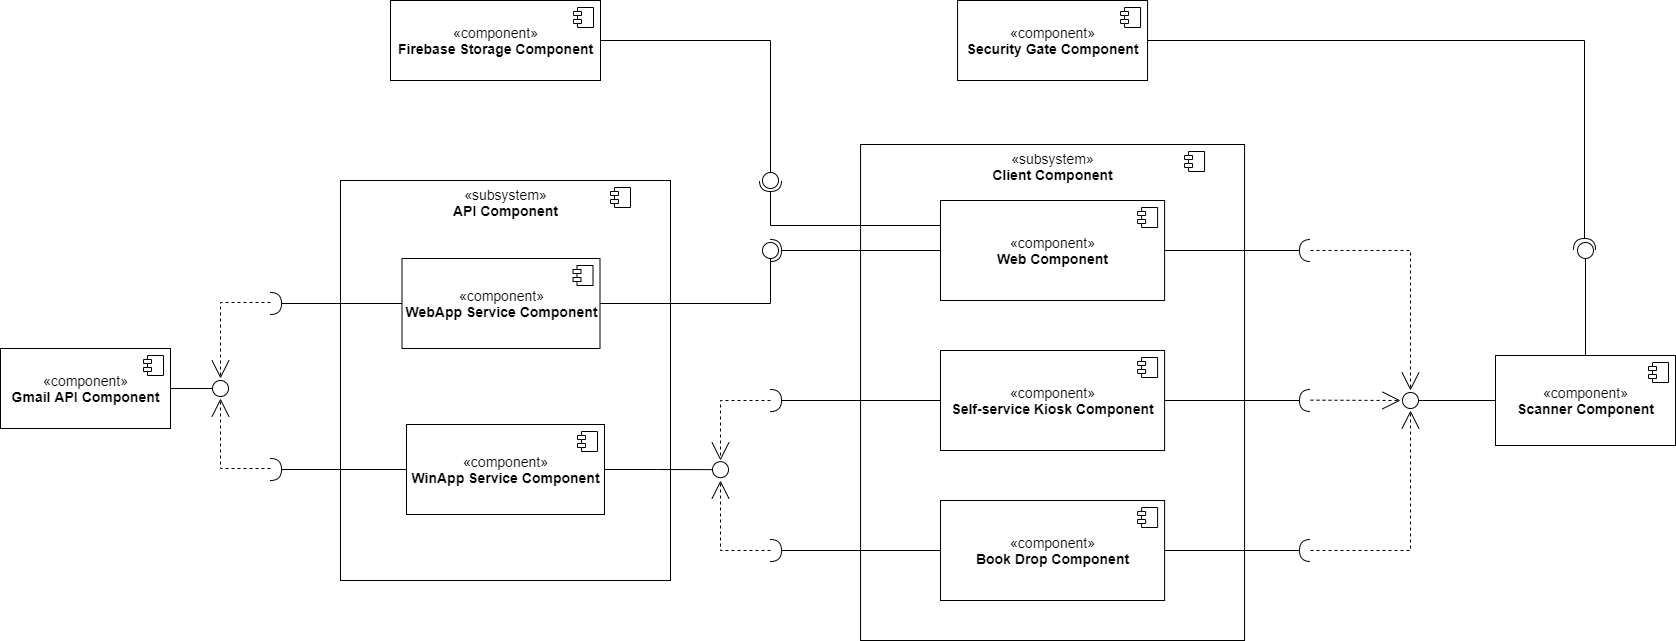 «component»
Firebase Storage Component
«component»
Security Gate Component
«subsystem»
API Component
«component»
WebApp Service Component
«component»
WinApp Service Component
«component»
Gmail API Component
«subsystem»
Client Component
«component»
Web Component
«component»
Self-service Kiosk Component
«component»
Book Drop Component
«component»
Scanner Component